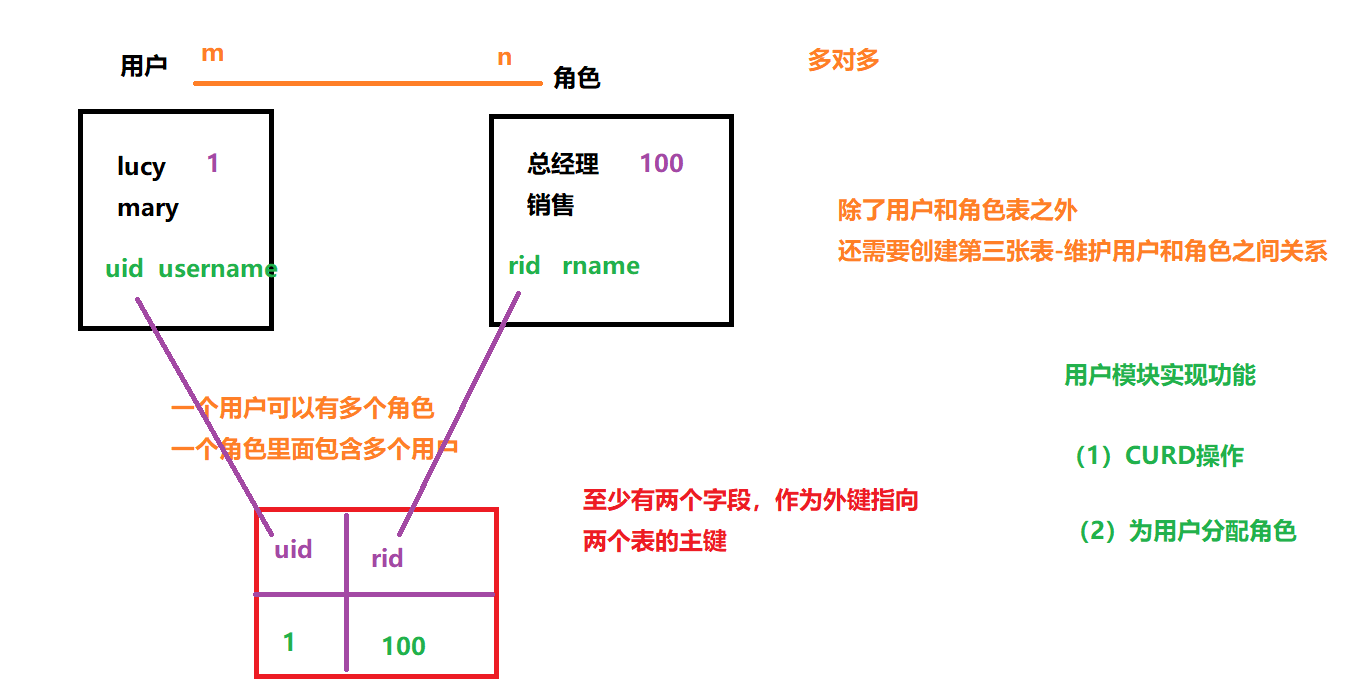 用户
m
n
角色
多对多
lucy 1
mary
uid username
总经理 100
销售
rid rname
除了用户和角色表之外
还需要创建第三张表-维护用户和角色之间关系
一个用户可以有多个角色
一个角色里面包含多个用户
用户模块实现功能
（1）CURD操作
（2）为用户分配角色
至少有两个字段，作为外键指向
两个表的主键
uid rid
1 100